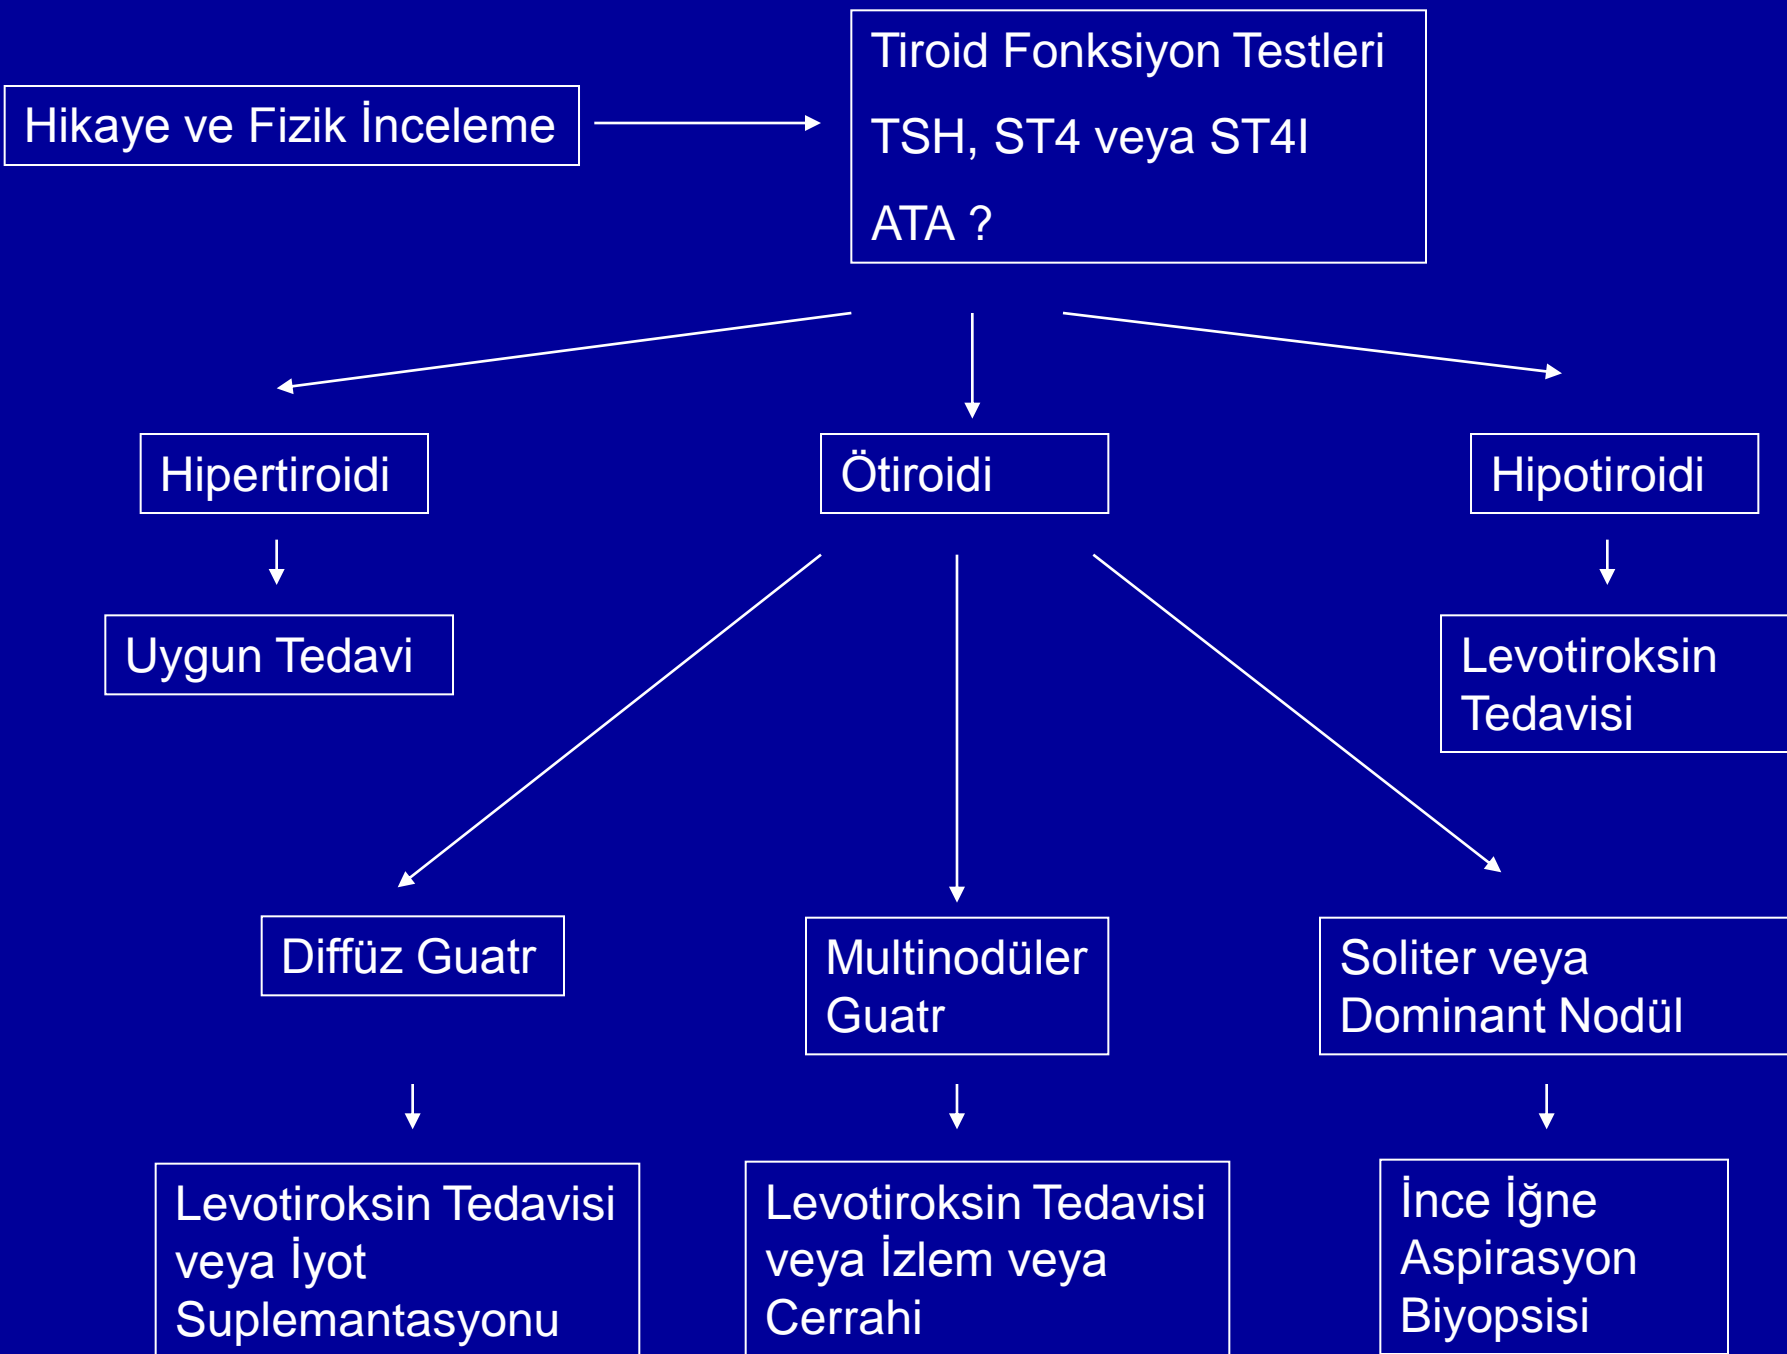 Hikaye ve Fizik İnceleme
Tiroid Fonksiyon Testleri
TSH, ST4 veya ST4I
ATA ?
Hipertiroidi
Ötiroidi
Hipotiroidi
Uygun Tedavi
Levotiroksin
Tedavisi
Diffüz Guatr
Multinodüler
Guatr
Soliter veya
Dominant Nodül
Levotiroksin Tedavisi
veya İyot
Suplemantasyonu
Levotiroksin Tedavisi
veya İzlem veya
Cerrahi
İnce İğne
Aspirasyon
Biyopsisi